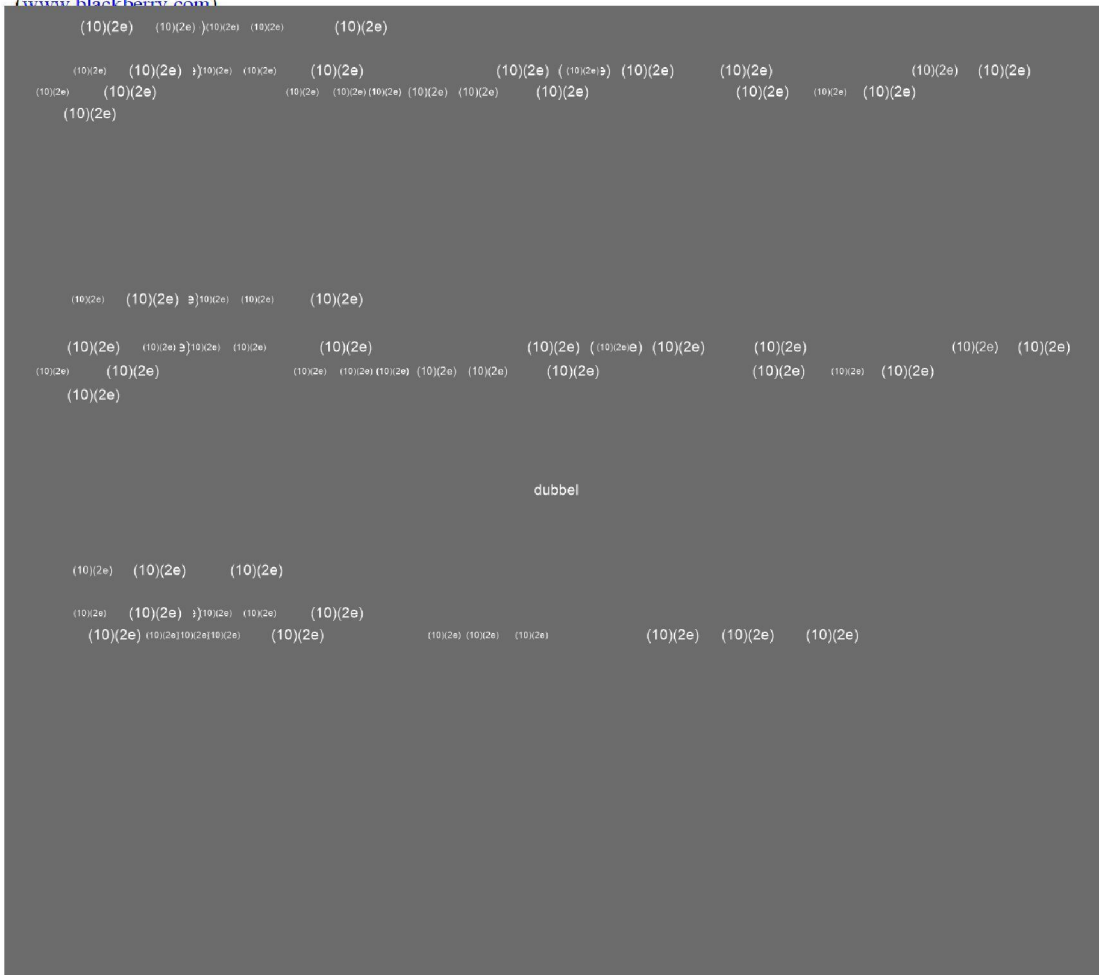 (www.blackberry.com)
(10)(2e) (10)(2e) )(10)(2e) (10)(2e) (10)(2e)
(10)(2e) (10)(2e) e)(10)(2e) (10)(2e) (10)(2e) (10)(2e) ( (10)(2e)e) (10)(2e) (10)(2e) (10)(2e) (10)(2e)
(10)(2e) (10)(2e) (10)(2e) (10)(2e) (10)(2e) (10)(2e) (10)(2e) (10)(2e) (10)(2e) (10)(2e) (10)(2e)
(10)(2e)
(10)(2e) (10)(2e) e)10)(2e) (10)(2e) (10)(2e)
(10)(2e) (10)(2e) e)10)(2e) (10)(2e) (10)(2e) (10)(2e) ( (10)(2e)e) (10)(2e) (10)(2e) (10)(2e) (10)(2e)
(10)(2e) (10)(2e) (10)(2e) (10)(2e) (10)(2e) (10)(2e) (10)(2e) (10)(2e) (10)(2e) (10)(2e) (10)(2e)
(10)(2e)
dubbel
(10)(2e) (10)(2e) (10)(2e)
(10)(2e) (10)(2e) e)(10)(2e) (10)(2e) (10)(2e)
(10)(2e) (10)(2e)10)(2e)(10)(2e) (10)(2e) (10)(2e) (10)(2e) (10)(2e) (10)(2e) (10)(2e) (10)(2e)